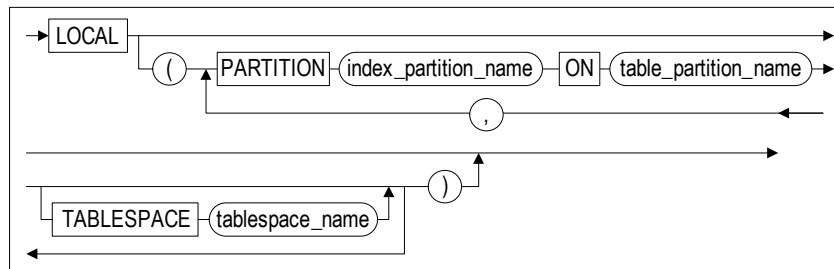 LOCAL
( PARTITION index_partition_name ON table_partition_name
,
)
TABLESPACE tablespace_name